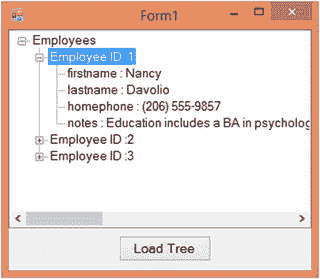 Form1
Employees
Employee ID :1
firstname : Nancy
lastname : Davolio
homephone : (206) 555-9857
notes : Education includes a BA in psycholog
Employee ID :2
Employee ID :3
Load Tree